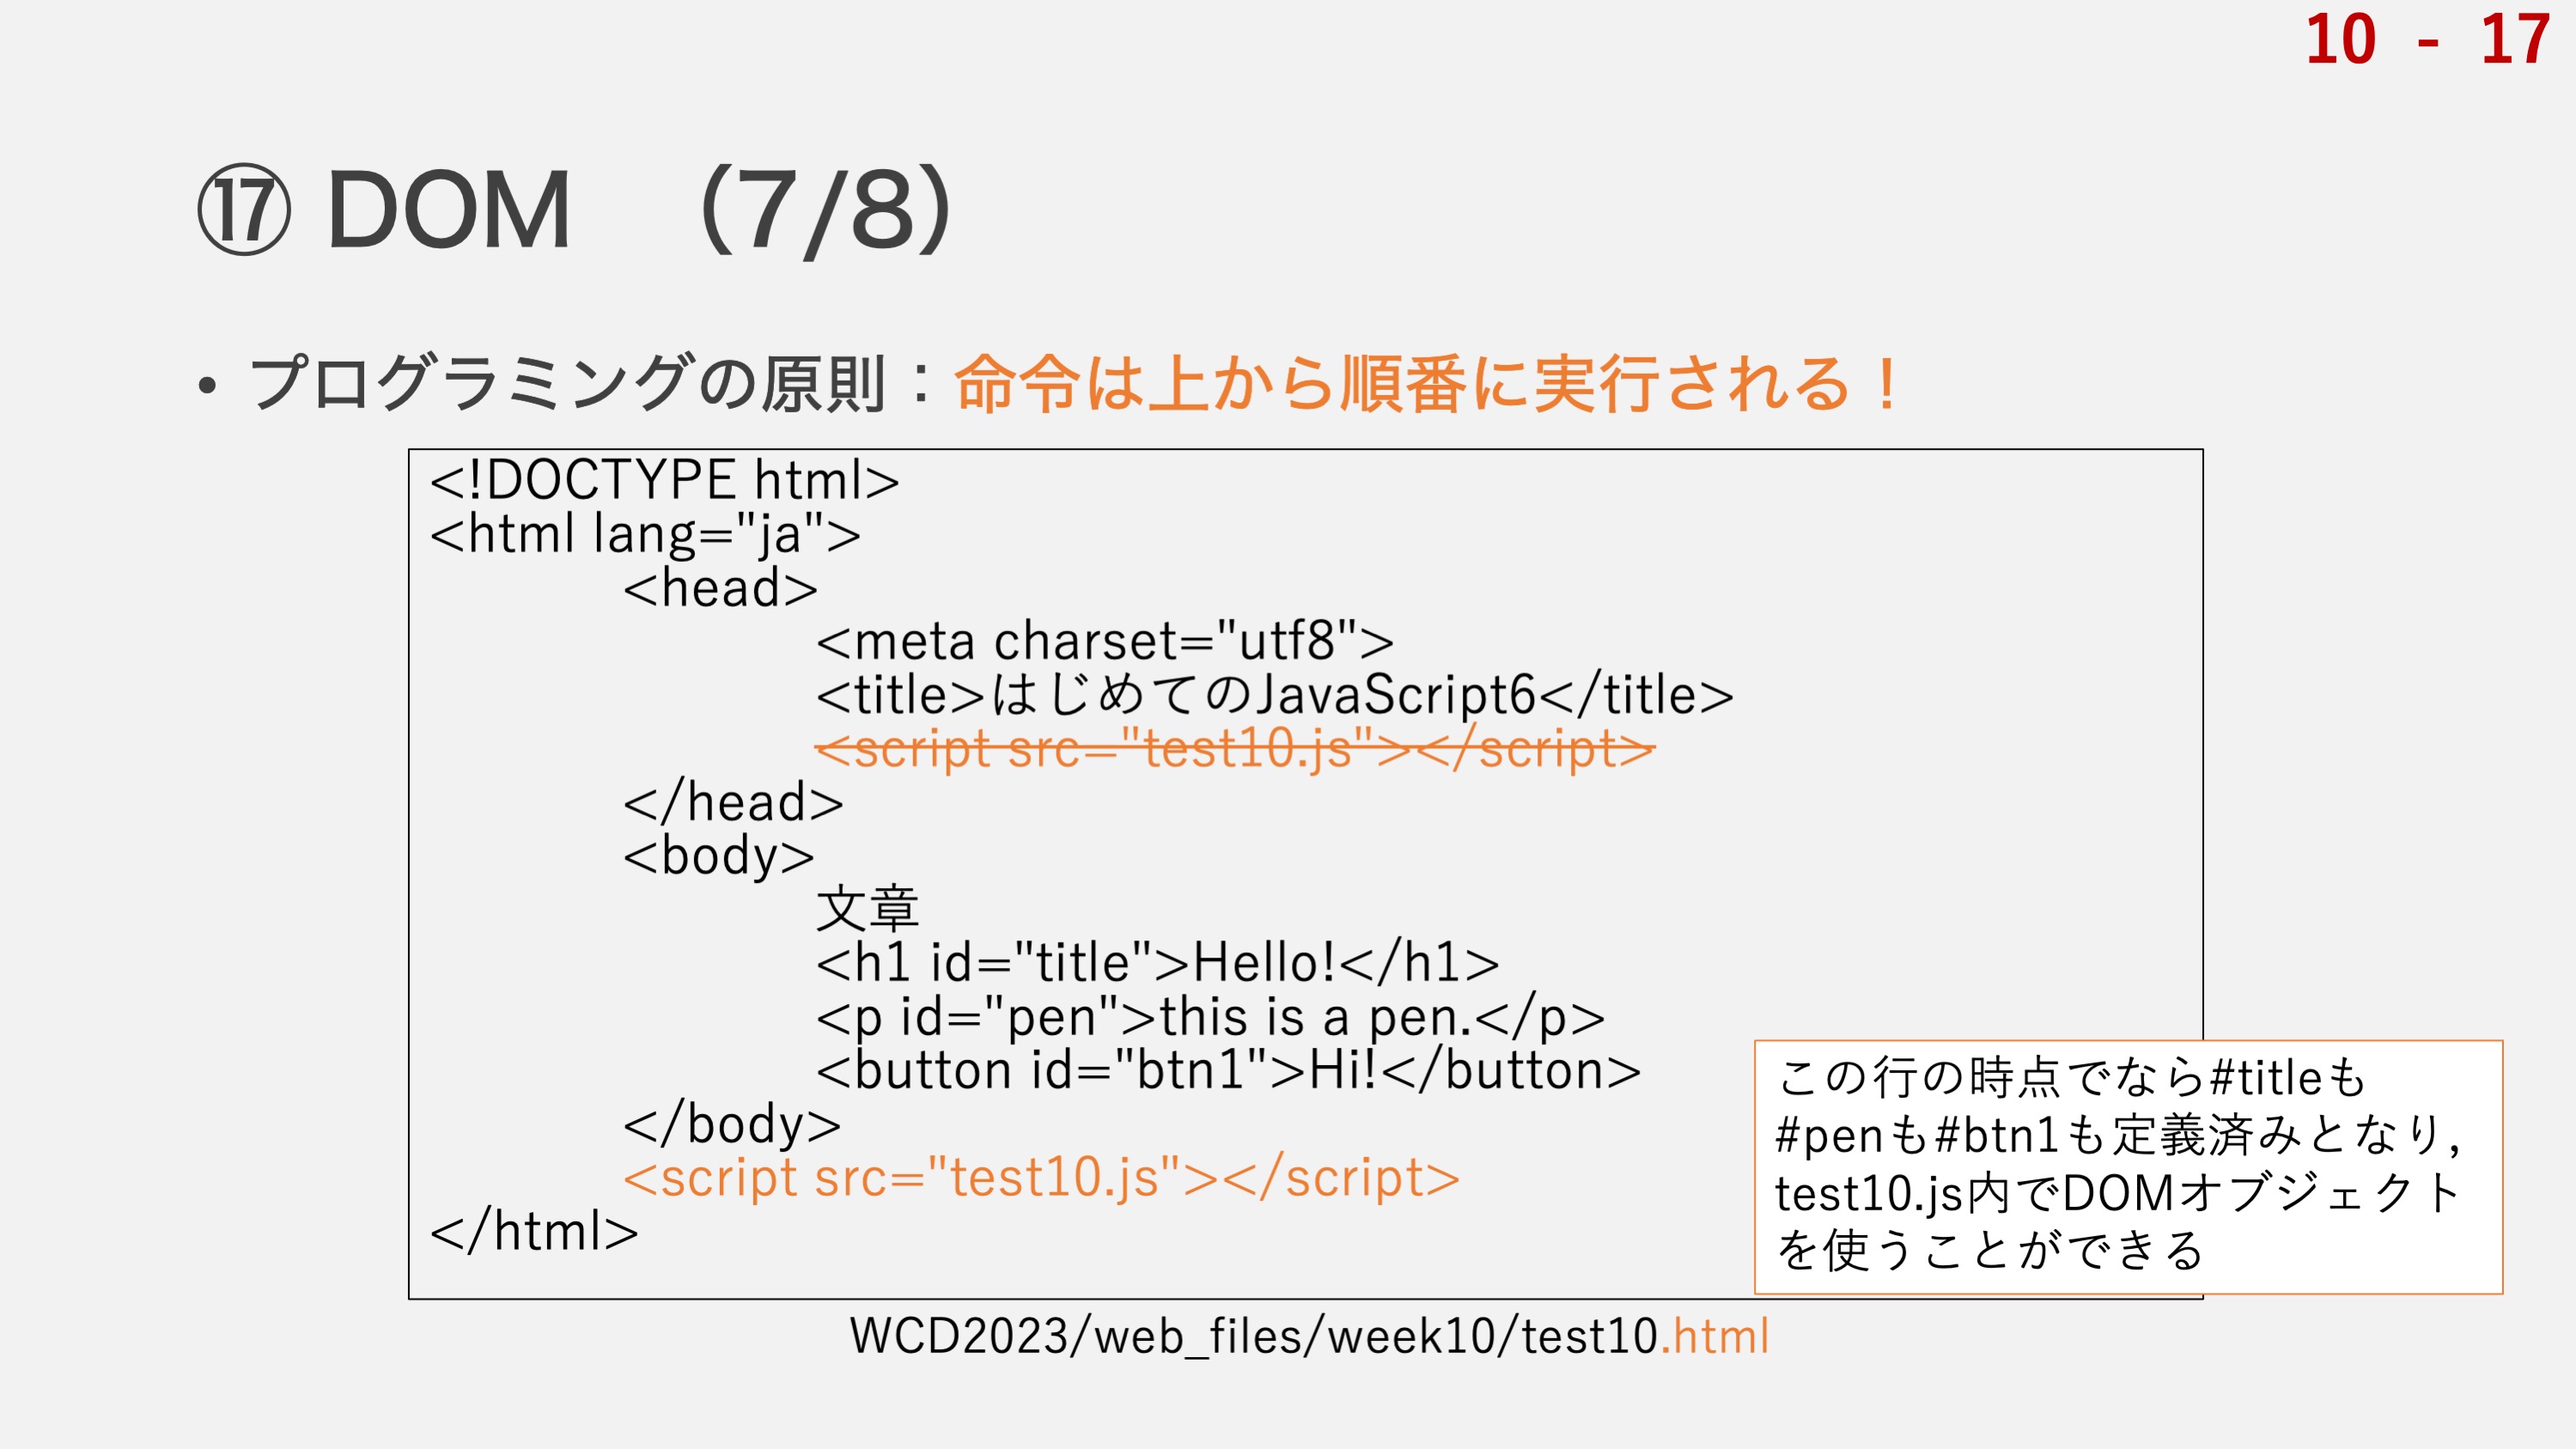 10 - 17
⑰ DOM （7/8）
• プログラミングの原則：命令は上から順番に実行される！
<!DOCTYPE html>
<html lang="ja">
<head>
<meta charset="utf8">
<title>はじめてのJavaScript6</title>
<script src="test10.js"></script>
</head>
<body>
文章
<h1 id="title">Hello!</h1>
<p id="pen">this is a pen.</p>
<button id="btn1">Hi!</button>
</body>
<script src="test10.js"></script>
</html>
この行の時点でなら#titleも
#penも#btn1も定義済みとなり，
test10.js内でDOMオブジェクト
を使うことができる
WCD2023/web_files/week10/test10.html